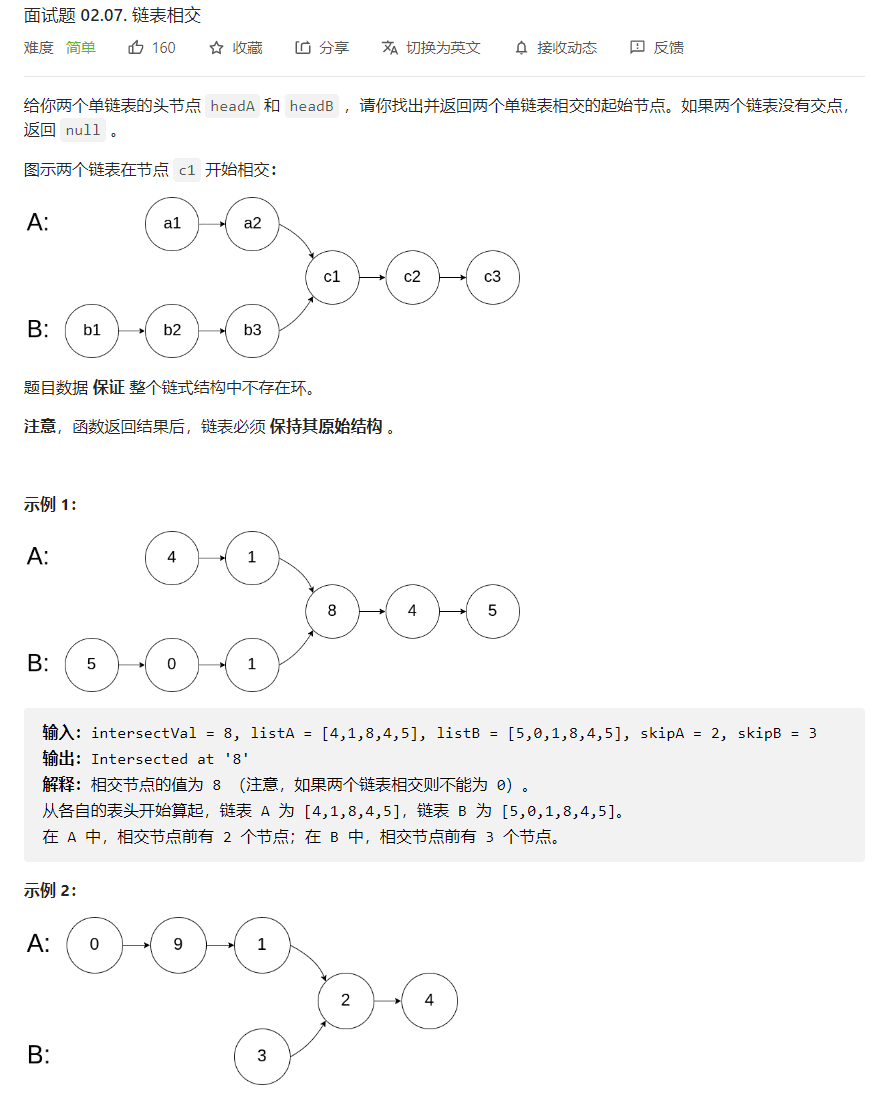 面试题 02.07. 链表相交
难度 简单 160 收藏 分享 切换为英文 接收动态 反馈
给你两个单链表的头节点 headA 和 headB ，请你找出并返回两个单链表相交的起始节点。如果两个链表没有交点，
返回 null 。
图示两个链表在节点 c1 开始相交：
A: a1 a2
c1 c2 c3
B: b1 b2 b3
题目数据 保证 整个链式结构中不存在环。
注意，函数返回结果后，链表必须 保持其原始结构 。
示例 1：
A: 4 1
8 4 5
B: 5 0 1
输入：intersectVal = 8, listA = [4,1,8,4,5], listB = [5,0,1,8,4,5], skipA = 2, skipB = 3
输出：Intersected at '8'
解释：相交节点的值为 8 （注意，如果两个链表相交则不能为 0）。
从各自的表头开始算起，链表 A 为 [4,1,8,4,5]，链表 B 为 [5,0,1,8,4,5]。
在 A 中，相交节点前有 2 个节点；在 B 中，相交节点前有 3 个节点。
示例 2：
A: 0 9 1
2 4
B: 3